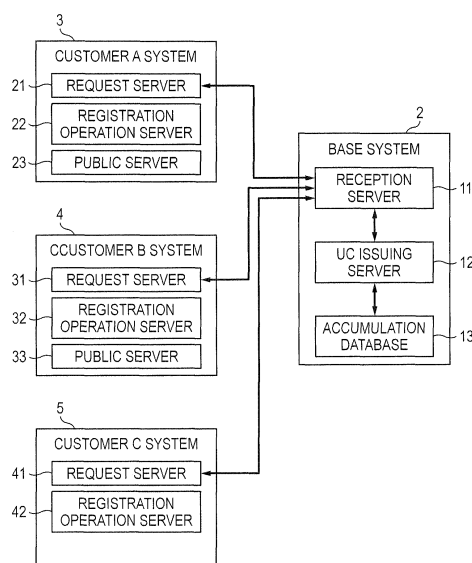 3
CUSTOMER A SYSTEM
21
REQUEST SERVER
22
REGISTRATION
OPERATION SERVER
23
PUBLIC SERVER
4
CCUSTOMER B SYSTEM
31
REQUEST SERVER
32
REGISTRATION
OPERATION SERVER
33
PUBLIC SERVER
5
CUSTOMER C SYSTEM
41
REQUEST SERVER
42
REGISTRATION
OPERATION SERVER
2
BASE SYSTEM
RECEPTION
SERVER
11
UC ISSUING
SERVER
12
ACCUMULATION
DATABASE
13